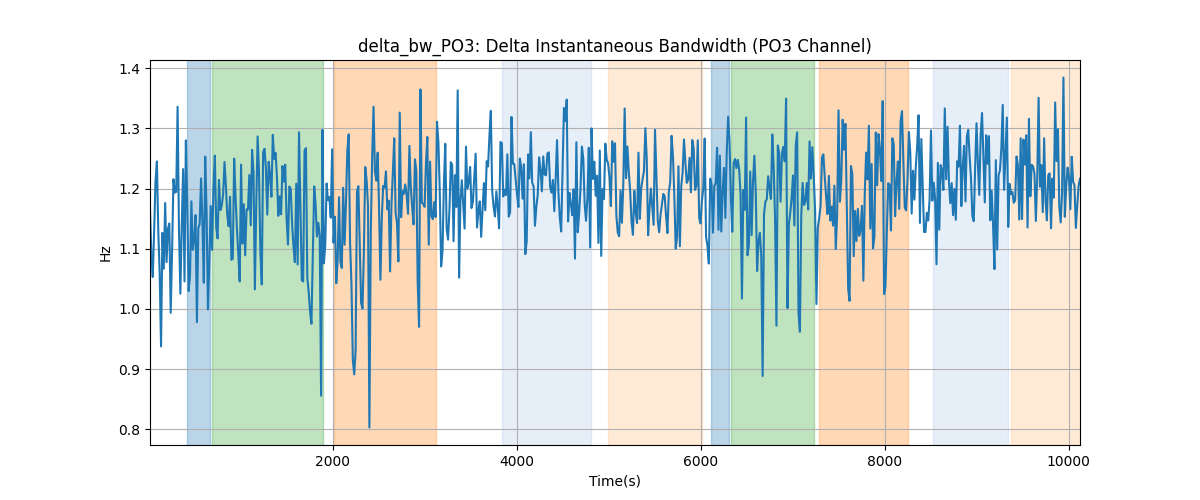 delta_bw_PO3: Delta Instantaneous Bandwidth (PO3 Channel)
1.4
1.3
1.2
1.1
1.0
0.9
0.8
Hz
2000 4000 6000 8000 10000
Time(s)